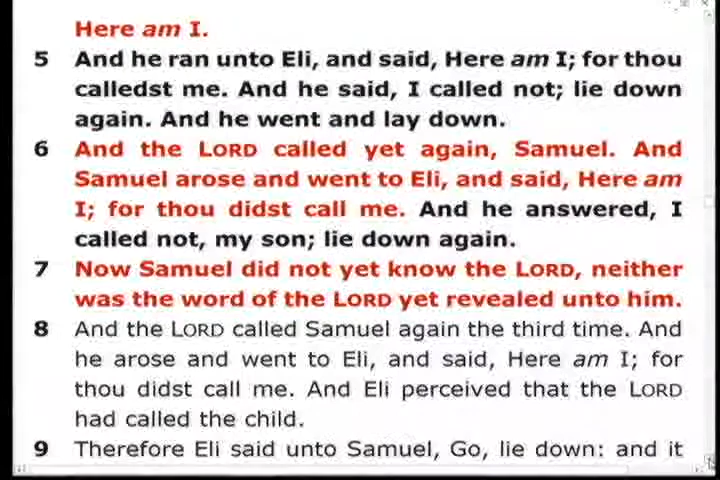 Here am I.
5 And he ran unto Eli, and said, Here am I; for thou
calledst me. And he said, I called not; lie down
again. And he went and lay down.
6 And the LORD called yet again, Samuel. And
Samuel arose and went to Eli, and said, Here am
I; for thou didst call me. And he answered, I
called not, my son; lie down again.
7 Now Samuel did not yet know the LORD, neither
was the word of the LORD yet revealed unto him.
8 And the LORD called Samuel again the third time. And
he arose and went to Eli, and said, Here am I; for
thou didst call me. And Eli perceived that the LORD
had called the child.
9 Therefore Eli said unto Samuel, Go, lie down: and it